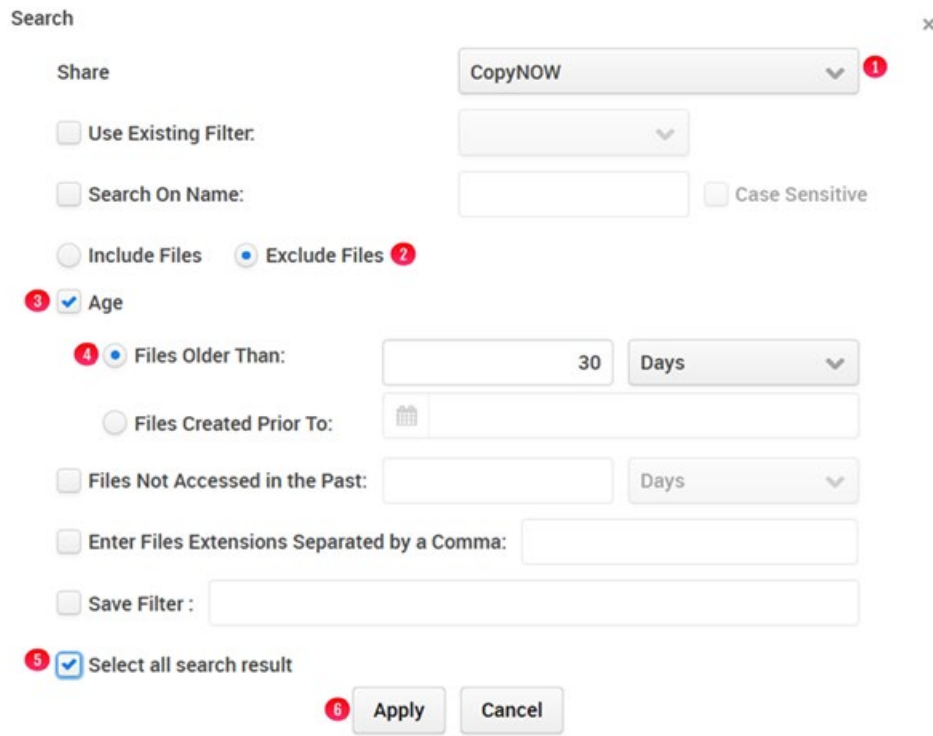 Search ×
Share CopyNOW 1
Use Existing Filter:
Search On Name: Case Sensitive
Include Files Exclude Files 2
3 Age
4 Files Older Than: 30 Days
Files Created Prior To:
Files Not Accessed in the Past: Days
Enter Files Extensions Separated by a Comma:
Save Filter :
5 Select all search result
6 Apply Cancel